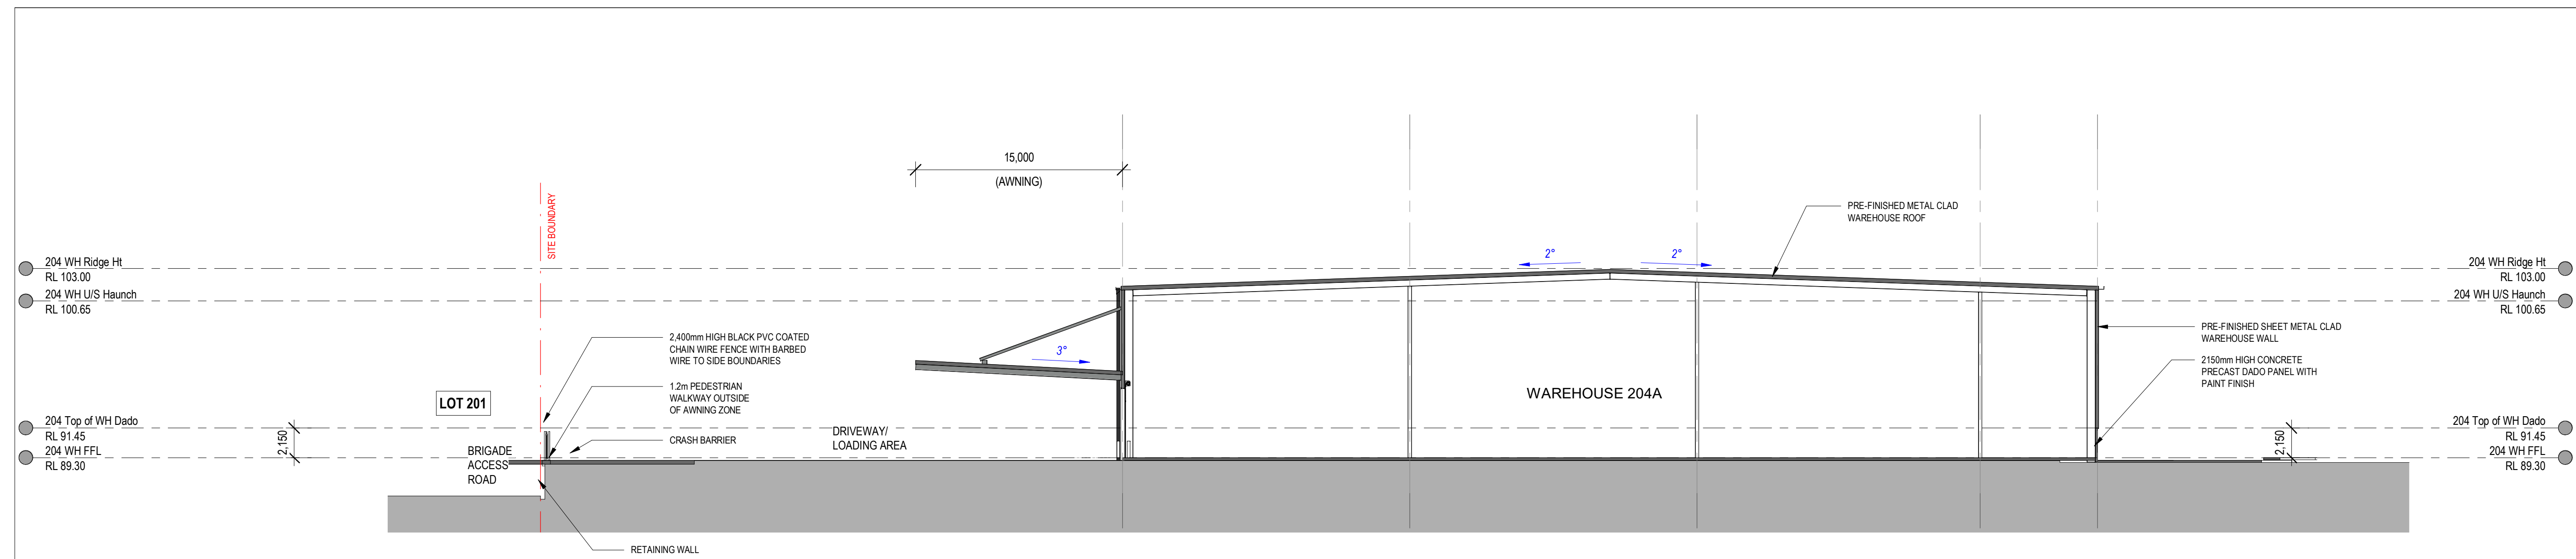 15,000
(AWNING)
SITE BOUNDARY
PRE-FINISHED METAL CLAD
WAREHOUSE ROOF
2°
2°
204 WH Ridge Ht
RL 103.00
204 WH U/S Haunch
RL 100.65
204 WH Ridge Ht
RL 103.00
204 WH U/S Haunch
RL 100.65
2,400mm HIGH BLACK PVC COATED
CHAIN WIRE FENCE WITH BARBED
WIRE TO SIDE BOUNDARIES
3°
PRE-FINISHED SHEET METAL CLAD
WAREHOUSE WALL
2150mm HIGH CONCRETE
PRECAST DADO PANEL WITH
PAINT FINISH
1.2m PEDESTRIAN
WALKWAY OUTSIDE
OF AWNING ZONE
LOT 201
WAREHOUSE 204A
204 Top of WH Dado
RL 91.45
204 WH FFL
RL 89.30
2,150
BRIGADE
ACCESS
ROAD
CRASH BARRIER
DRIVEWAY/
LOADING AREA
2,150
204 Top of WH Dado
RL 91.45
204 WH FFL
RL 89.30
RETAINING WALL